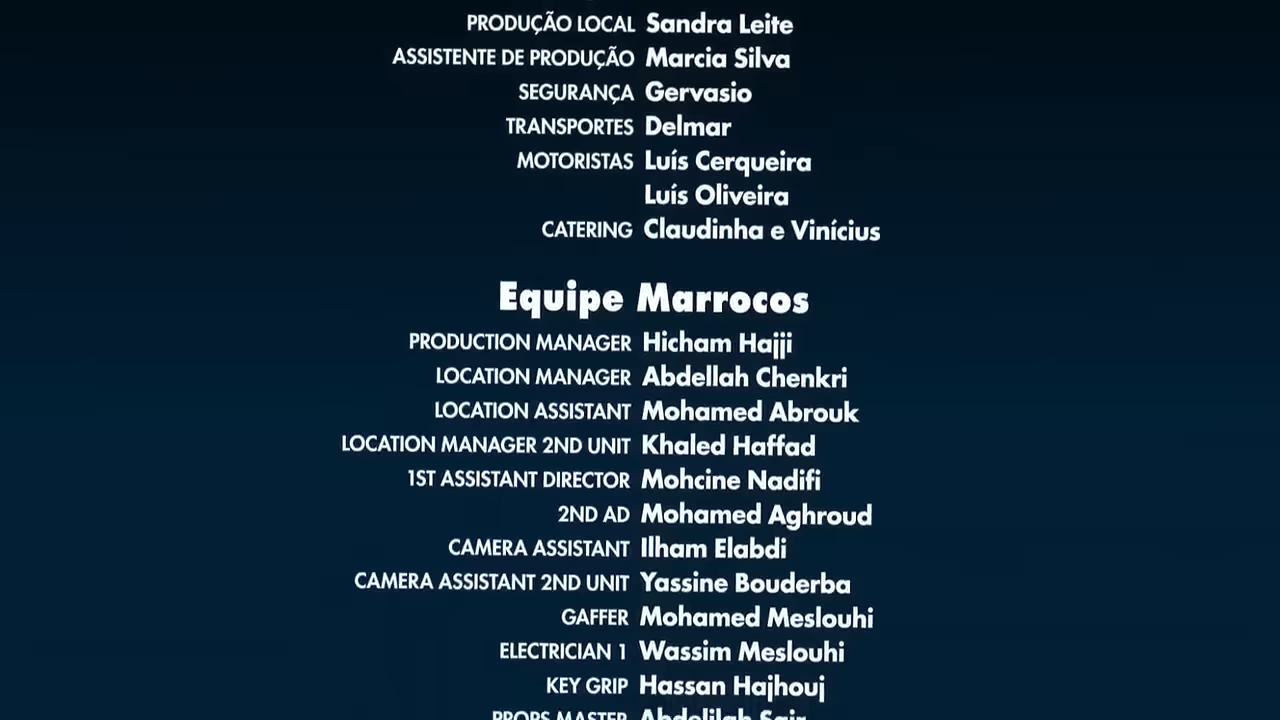 PRODUÇÃO LOCAL Sandra Leite
ASSISTENTE DE PRODUÇÃO Marcia Silva
SEGURANÇA Gervasio
TRANSPORTES Delmar
MOTORISTAS Luís Cerqueira
Luís Oliveira
CATERING Claudinha e Vinícius
Equipe Marrocos
PRODUCTION MANAGER Hicham Hajji
LOCATION MANAGER Abdellah Chenkri
LOCATION ASSISTANT Mohamed Abrouk
LOCATION MANAGER 2ND UNIT Khaled Haffad
1ST ASSISTANT DIRECTOR Mohcine Nadifi
2ND AD Mohamed Aghroud
CAMERA ASSISTANT Ilham Elabdi
CAMERA ASSISTANT 2ND UNIT Yassine Bouderba
GAFFER Mohamed Meslouhi
ELECTRICIAN 1 Wassim Meslouhi
KEY GRIP Hassan Hajhouj
PROPS MASTER Abdelilah